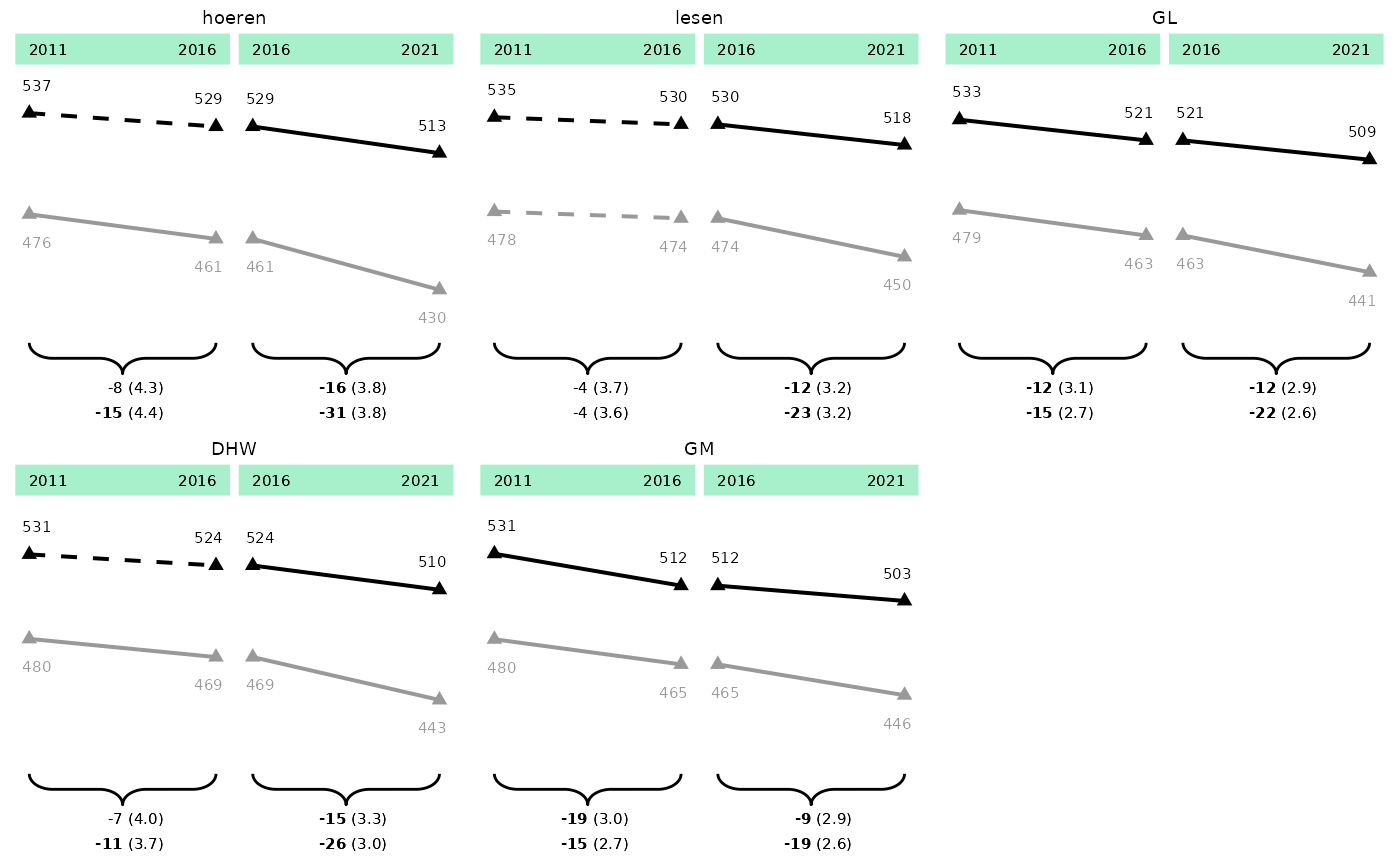 hoeren
2011 2016 2016 2021
537
529 529
513
476
461 461
430
-8 (4.3) -16 (3.8)
-15 (4.4) -31 (3.8)
lesen
2011 2016 2016 2021
535
530 530
518
478
474 474
450
-4 (3.7) -12 (3.2)
-4 (3.6) -23 (3.2)
GL
2011 2016 2016 2021
533
521 521
509
479
463 463
441
-12 (3.1) -12 (2.9)
-15 (2.7) -22 (2.6)
DHW
2011 2016 2016 2021
531
524 524
510
480
469 469
443
-7 (4.0) -15 (3.3)
-11 (3.7) -26 (3.0)
GM
2011 2016 2016 2021
531
512 512
503
480
465 465
446
-19 (3.0) -9 (2.9)
-15 (2.7) -19 (2.6)